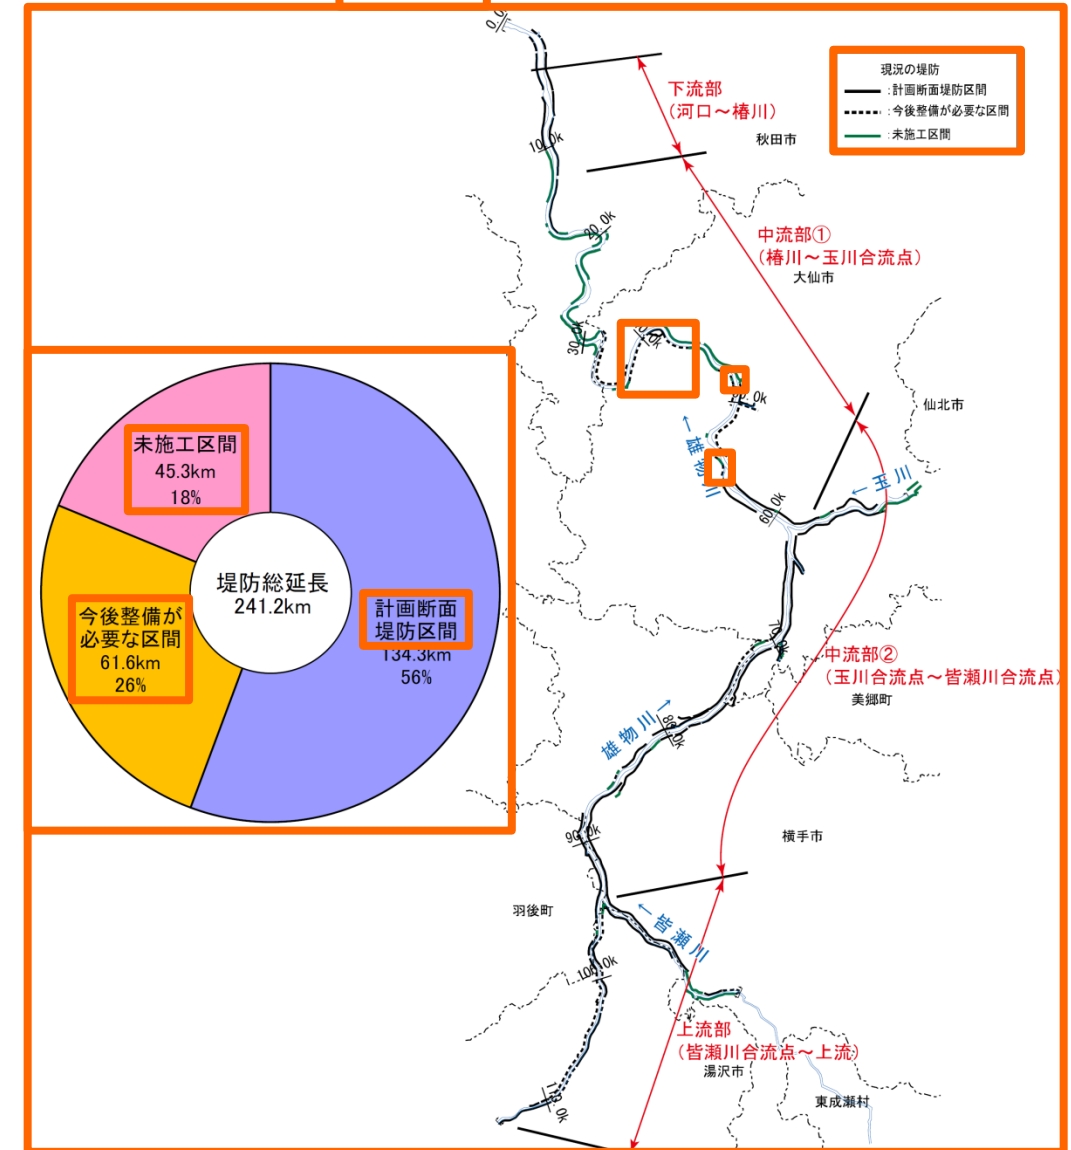 0.0k
下流部
(河口～椿川)
現況の堤防
:計画断面堤防区間
:今後整備が必要な区間
:未施工区間
秋田市
10.0k
20.0k
中流部①
(椿川～玉川合流点)
大仙市
30.0k
仙北市
←雄物川
←玉川
60.0k
未施工区間
45.3km
18%
堤防総延長
241.2km
計画断面
堤防区間
134.3km
56%
今後整備が
必要な区間
61.6km
26%
70.0k
中流部②
(玉川合流点～皆瀬川合流点)
美郷町
雄物川→
80.0k
90.0k
横手市
羽後町
←皆瀬川
100.0k
上流部
(皆瀬川合流点～上流)
湯沢市
東成瀬村
110.0k